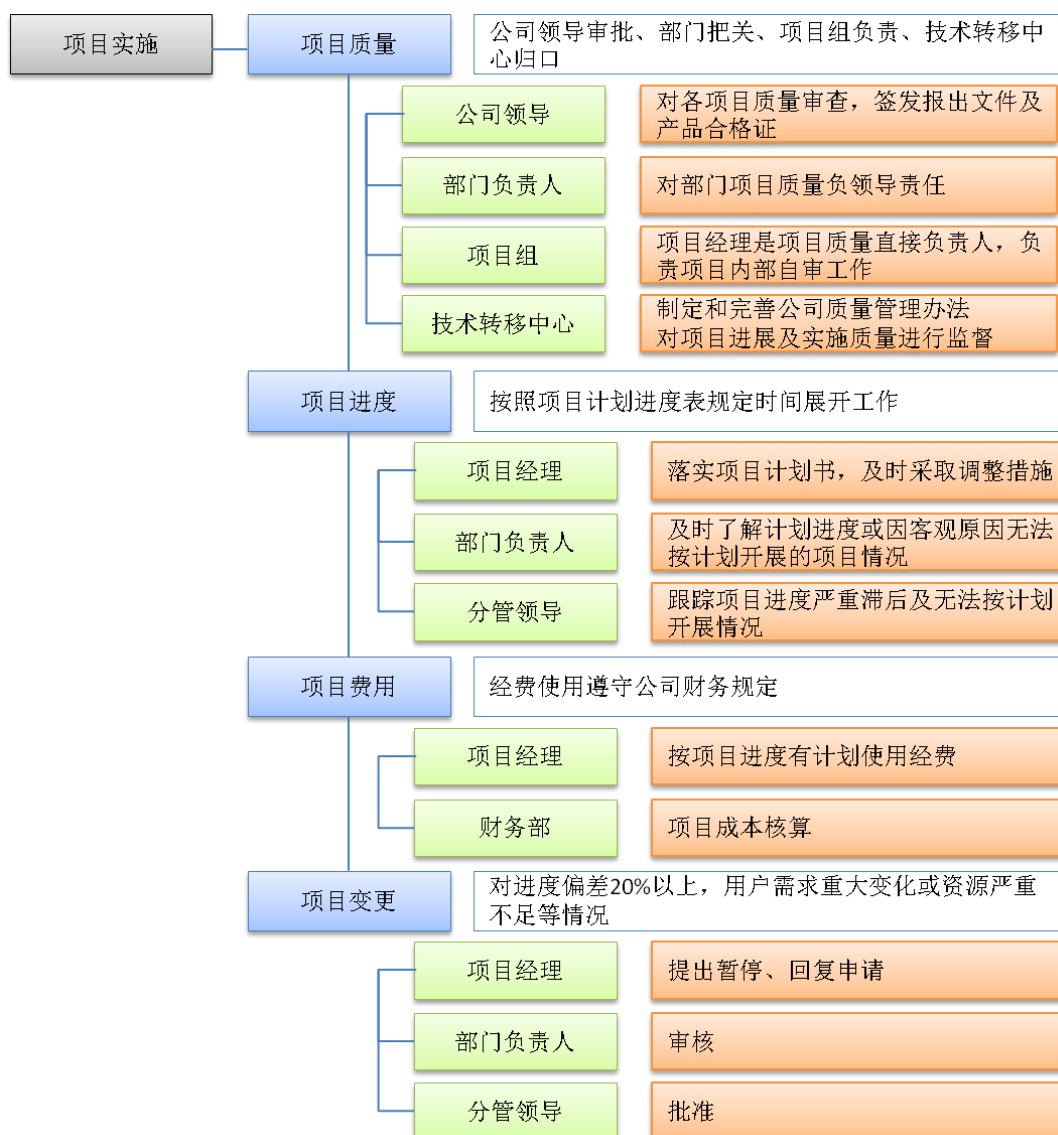 项目实施
项目质量
公司领导审批、部门把关、项目组负责、技术转移中
心归口
公司领导
对各项目质量审查，签发报出文件及
产品合格证
部门负责人
对部门项目质量负领导责任
项目组
项目经理是项目质量直接负责人，负
责项目内部自审工作
技术转移中心
制定和完善公司质量管理办法
对项目进展及实施质量进行监督
项目进度
按照项目计划进度表规定时间展开工作
项目经理
落实项目计划书，及时采取调整措施
部门负责人
及时了解计划进度或因客观原因无法
按计划开展的项目情况
分管领导
跟踪项目进度严重滞后及无法按计划
开展情况
项目费用
经费使用遵守公司财务规定
项目经理
按项目进度有计划使用经费
财务部
项目成本核算
项目变更
对进度偏差20%以上，用户需求重大变化或资源严重
不足等情况
项目经理
提出暂停、回复申请
部门负责人
审核
分管领导
批准